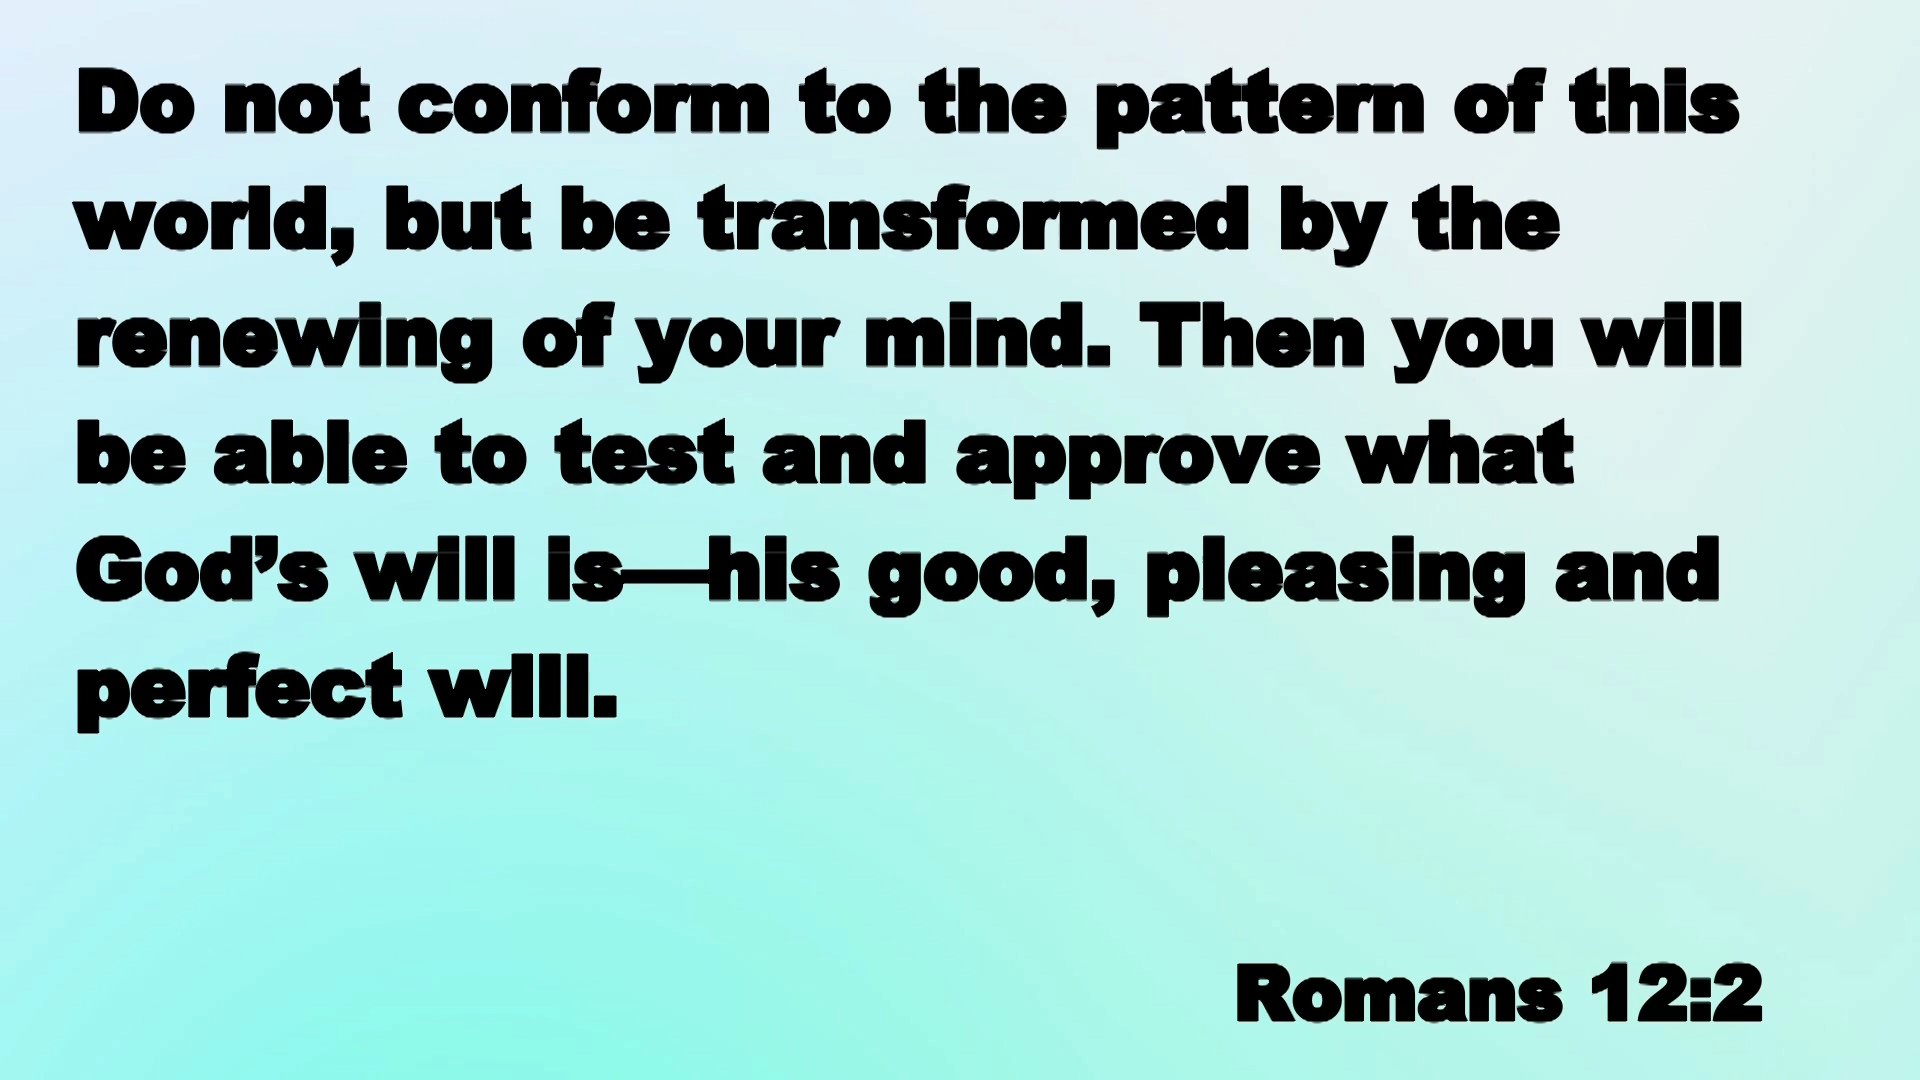 Do not conform to the pattern of this
world, but be transformed by the
renewing of your mind. Then you will
be able to test and approve what
God’s will is—his good, pleasing and
perfect will.
Romans 12:2